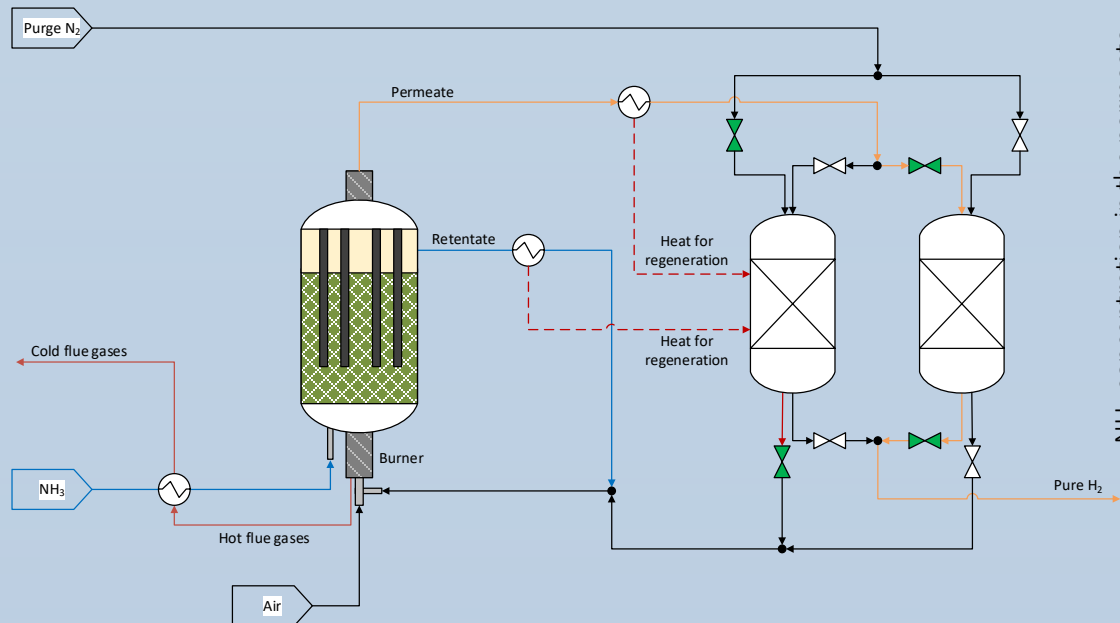 Purge N₂
Permeate
Retentate
Heat for
regeneration
Heat for
regeneration
Cold flue gases
Burner
NH₃
Pure H₂
Hot flue gases
Air